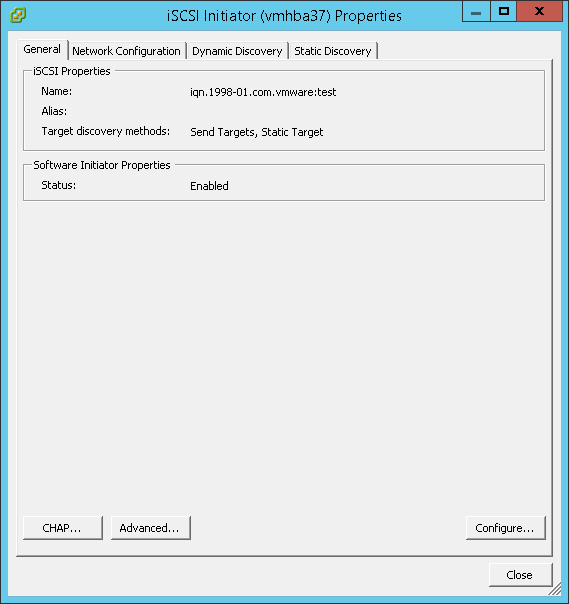 iSCSI Initiator (vmhba37) Properties
General Network Configuration Dynamic Discovery Static Discovery
iSCSI Properties
Name: iqn.1998-01.com.vmware:test
Alias:
Target discovery methods: Send Targets, Static Target
Software Initiator Properties
Status: Enabled
CHAP... Advanced... Configure...
Close